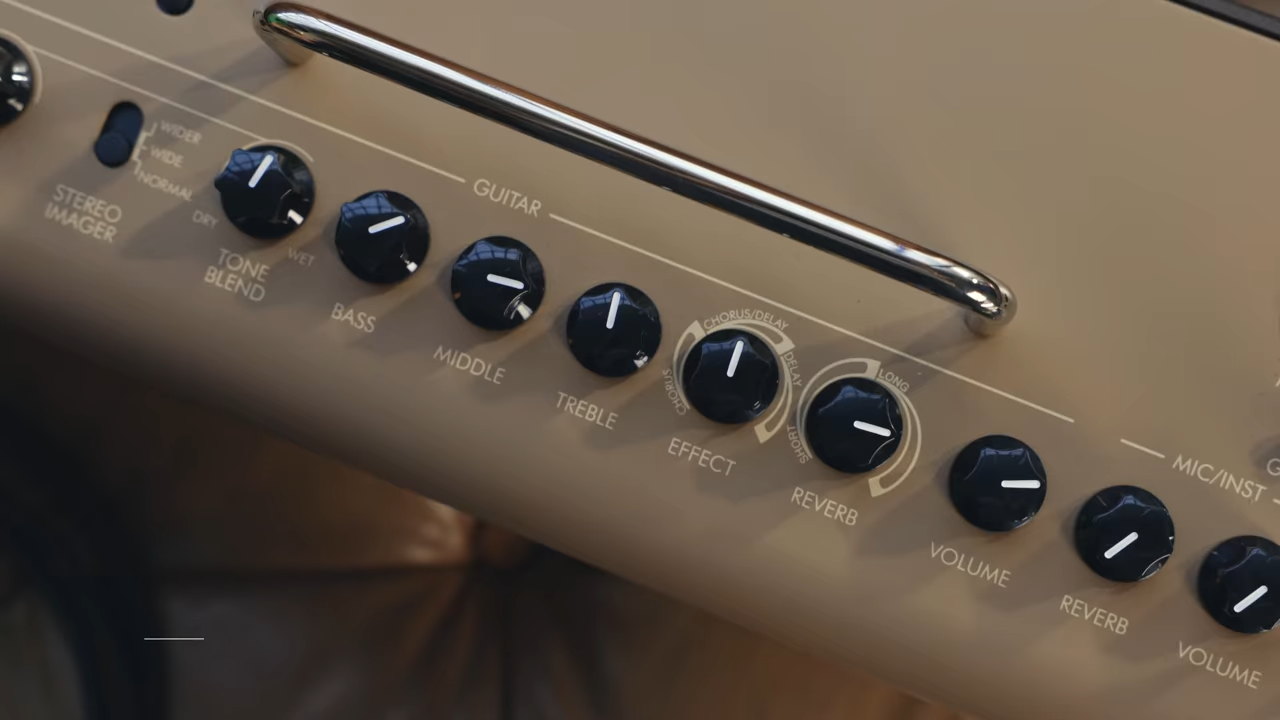 WIDER
WIDE
NORMAL
STEREO
IMAGER
DRY
WET
TONE
BLEND
BASS
GUITAR
MIDDLE
TREBLE
CHORUS/DELAY
CHORUS
DELAY
EFFECT
LONG
SHORT
REVERB
VOLUME
MIC/INST
REVERB
VOLUME